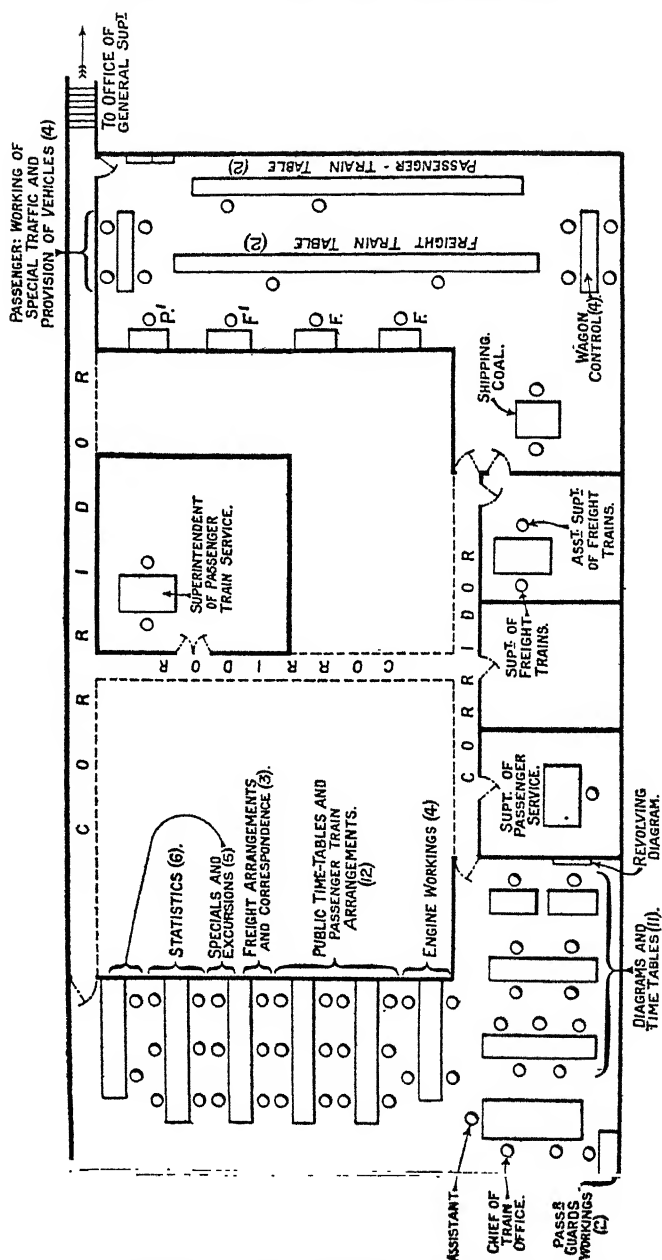 PASSENGER: WORKING OF
SPECIAL TRAFFIC AND
PROVISION OF VEHICLES (4)
TO OFFICE OF
GENERAL SUPT
CORRIDOR
PASSENGER-TRAIN TABLE (2)
FREIGHT TRAIN TABLE (2)
P!
F!
F.
F.
WAGON
CONTROL (4).
SHIPPING
COAL.
SUPERINTENDENT
OF PASSENGER
TRAIN SERVICE.
CORRIDOR
CORRIDOR
ASST. SUPT
OF FREIGHT
TRAINS.
SUPT. OF
FREIGHT
TRAINS.
SUPT. OF
PASSENGER
SERVICE.
REVOLVING
DIAGRAM.
STATISTICS (6).
SPECIALS AND
EXCURSIONS (5)
FREIGHT ARRANGEMENTS
AND CORRESPONDENCE (3).
PUBLIC TIME-TABLES AND
PASSENGER TRAIN
ARRANGEMENTS.
(12)
ENGINE WORKINGS (4)
DIAGRAMS AND
TIME TABLES (11).
ASSISTANT
CHIEF OF
TRAIN
OFFICE.
PASSR
GUARDS
WORKINGS
(2)